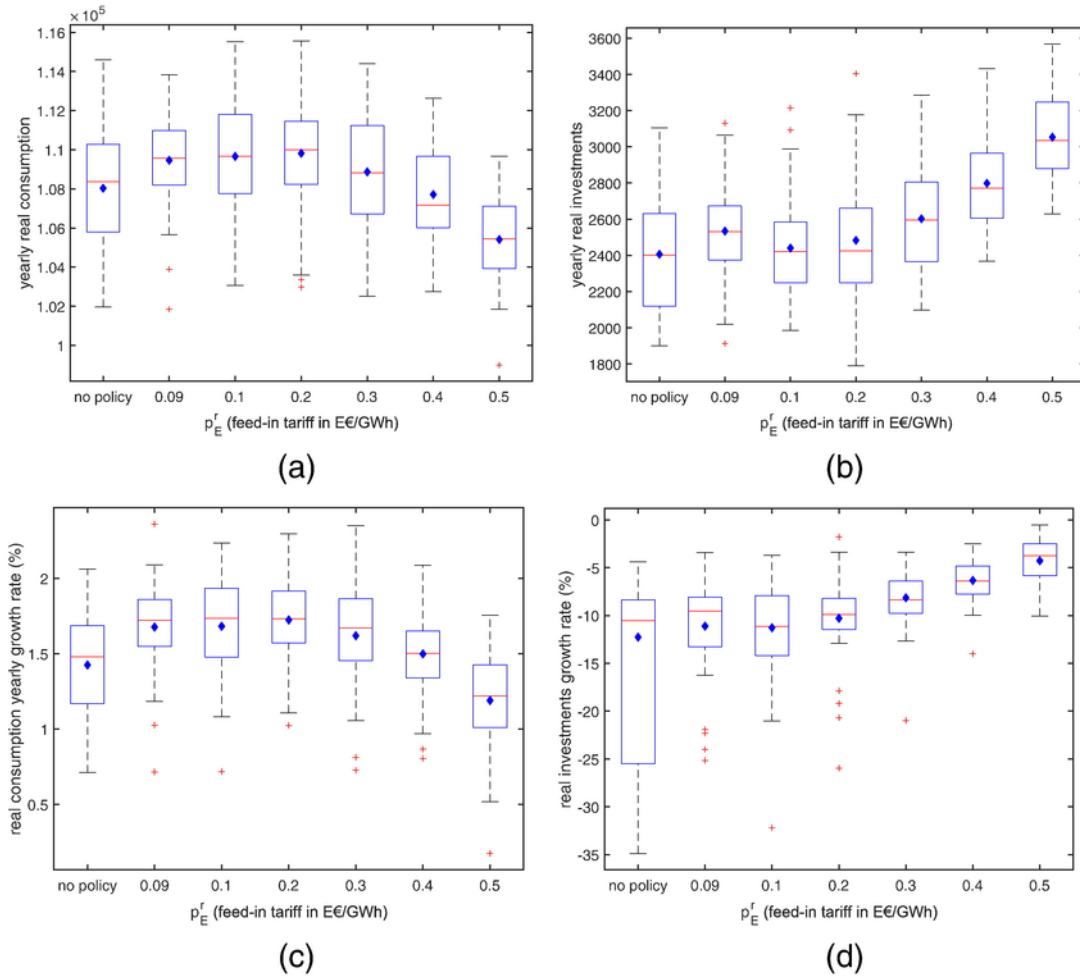 × 10⁵
1.16
1.14
1.12
1.1
1.08
1.06
1.04
1.02
1
yearly real consumption
no policy 0.09 0.1 0.2 0.3 0.4 0.5
p_E^r (feed-in tariff in E€/GWh)
(a)
3600
3400
3200
3000
2800
2600
2400
2200
2000
1800
yearly real investments
no policy 0.09 0.1 0.2 0.3 0.4 0.5
p_E^r (feed-in tariff in E€/GWh)
(b)
2
1.5
1
0.5
real consumption yearly growth rate (%)
no policy 0.09 0.1 0.2 0.3 0.4 0.5
p_E^r (feed-in tariff in E€/GWh)
(c)
0
-5
-10
-15
-20
-25
-30
-35
real investments growth rate (%)
no policy 0.09 0.1 0.2 0.3 0.4 0.5
p_E^r (feed-in tariff in E€/GWh)
(d)